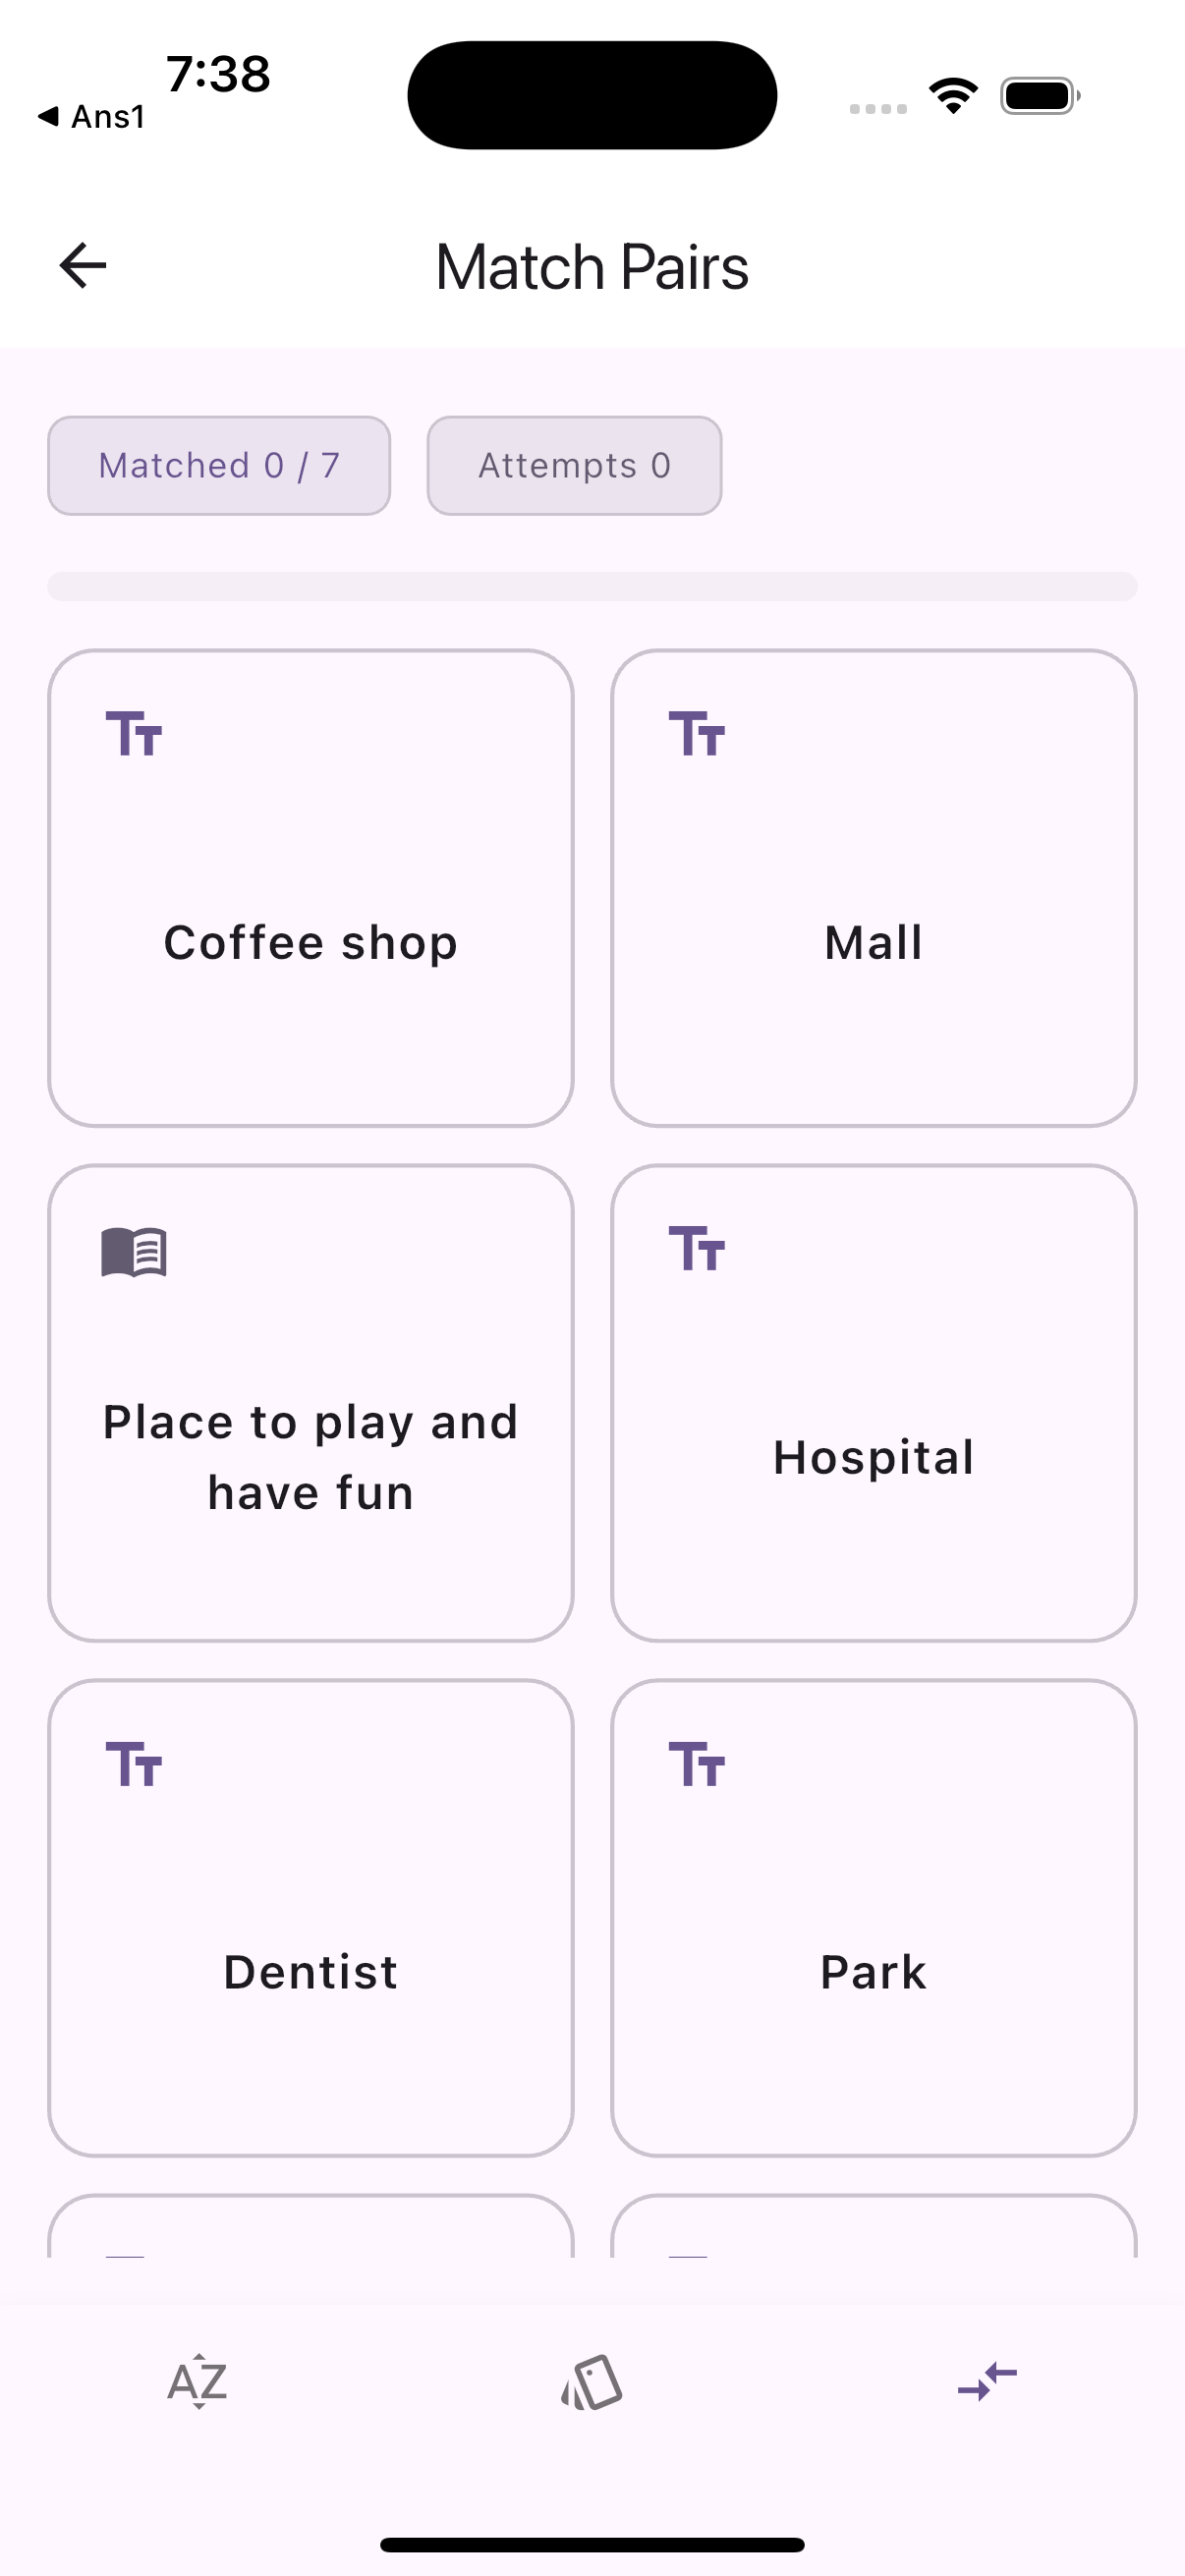 7:38
Ans1
Match Pairs
Matched 0 / 7
Attempts 0
Coffee shop
Mall
Place to play and
have fun
Hospital
Dentist
Park
AZ